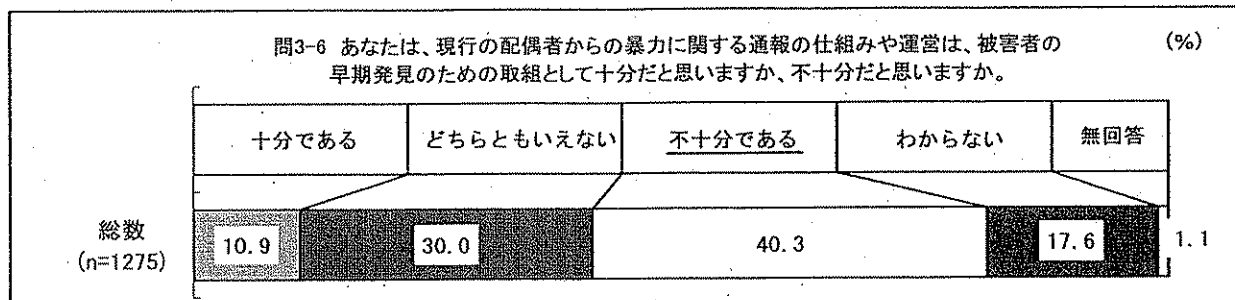 問3-6 あなたは、現行の配偶者からの暴力に関する通報の仕組みや運営は、被害者の (%)
早期発見のための取組として十分だと思いますか、不十分だと思いますか。
十分である どちらともいえない 不十分である わからない 無回答
総数
(n=1275)
10.9 30.0 40.3 17.6 1.1